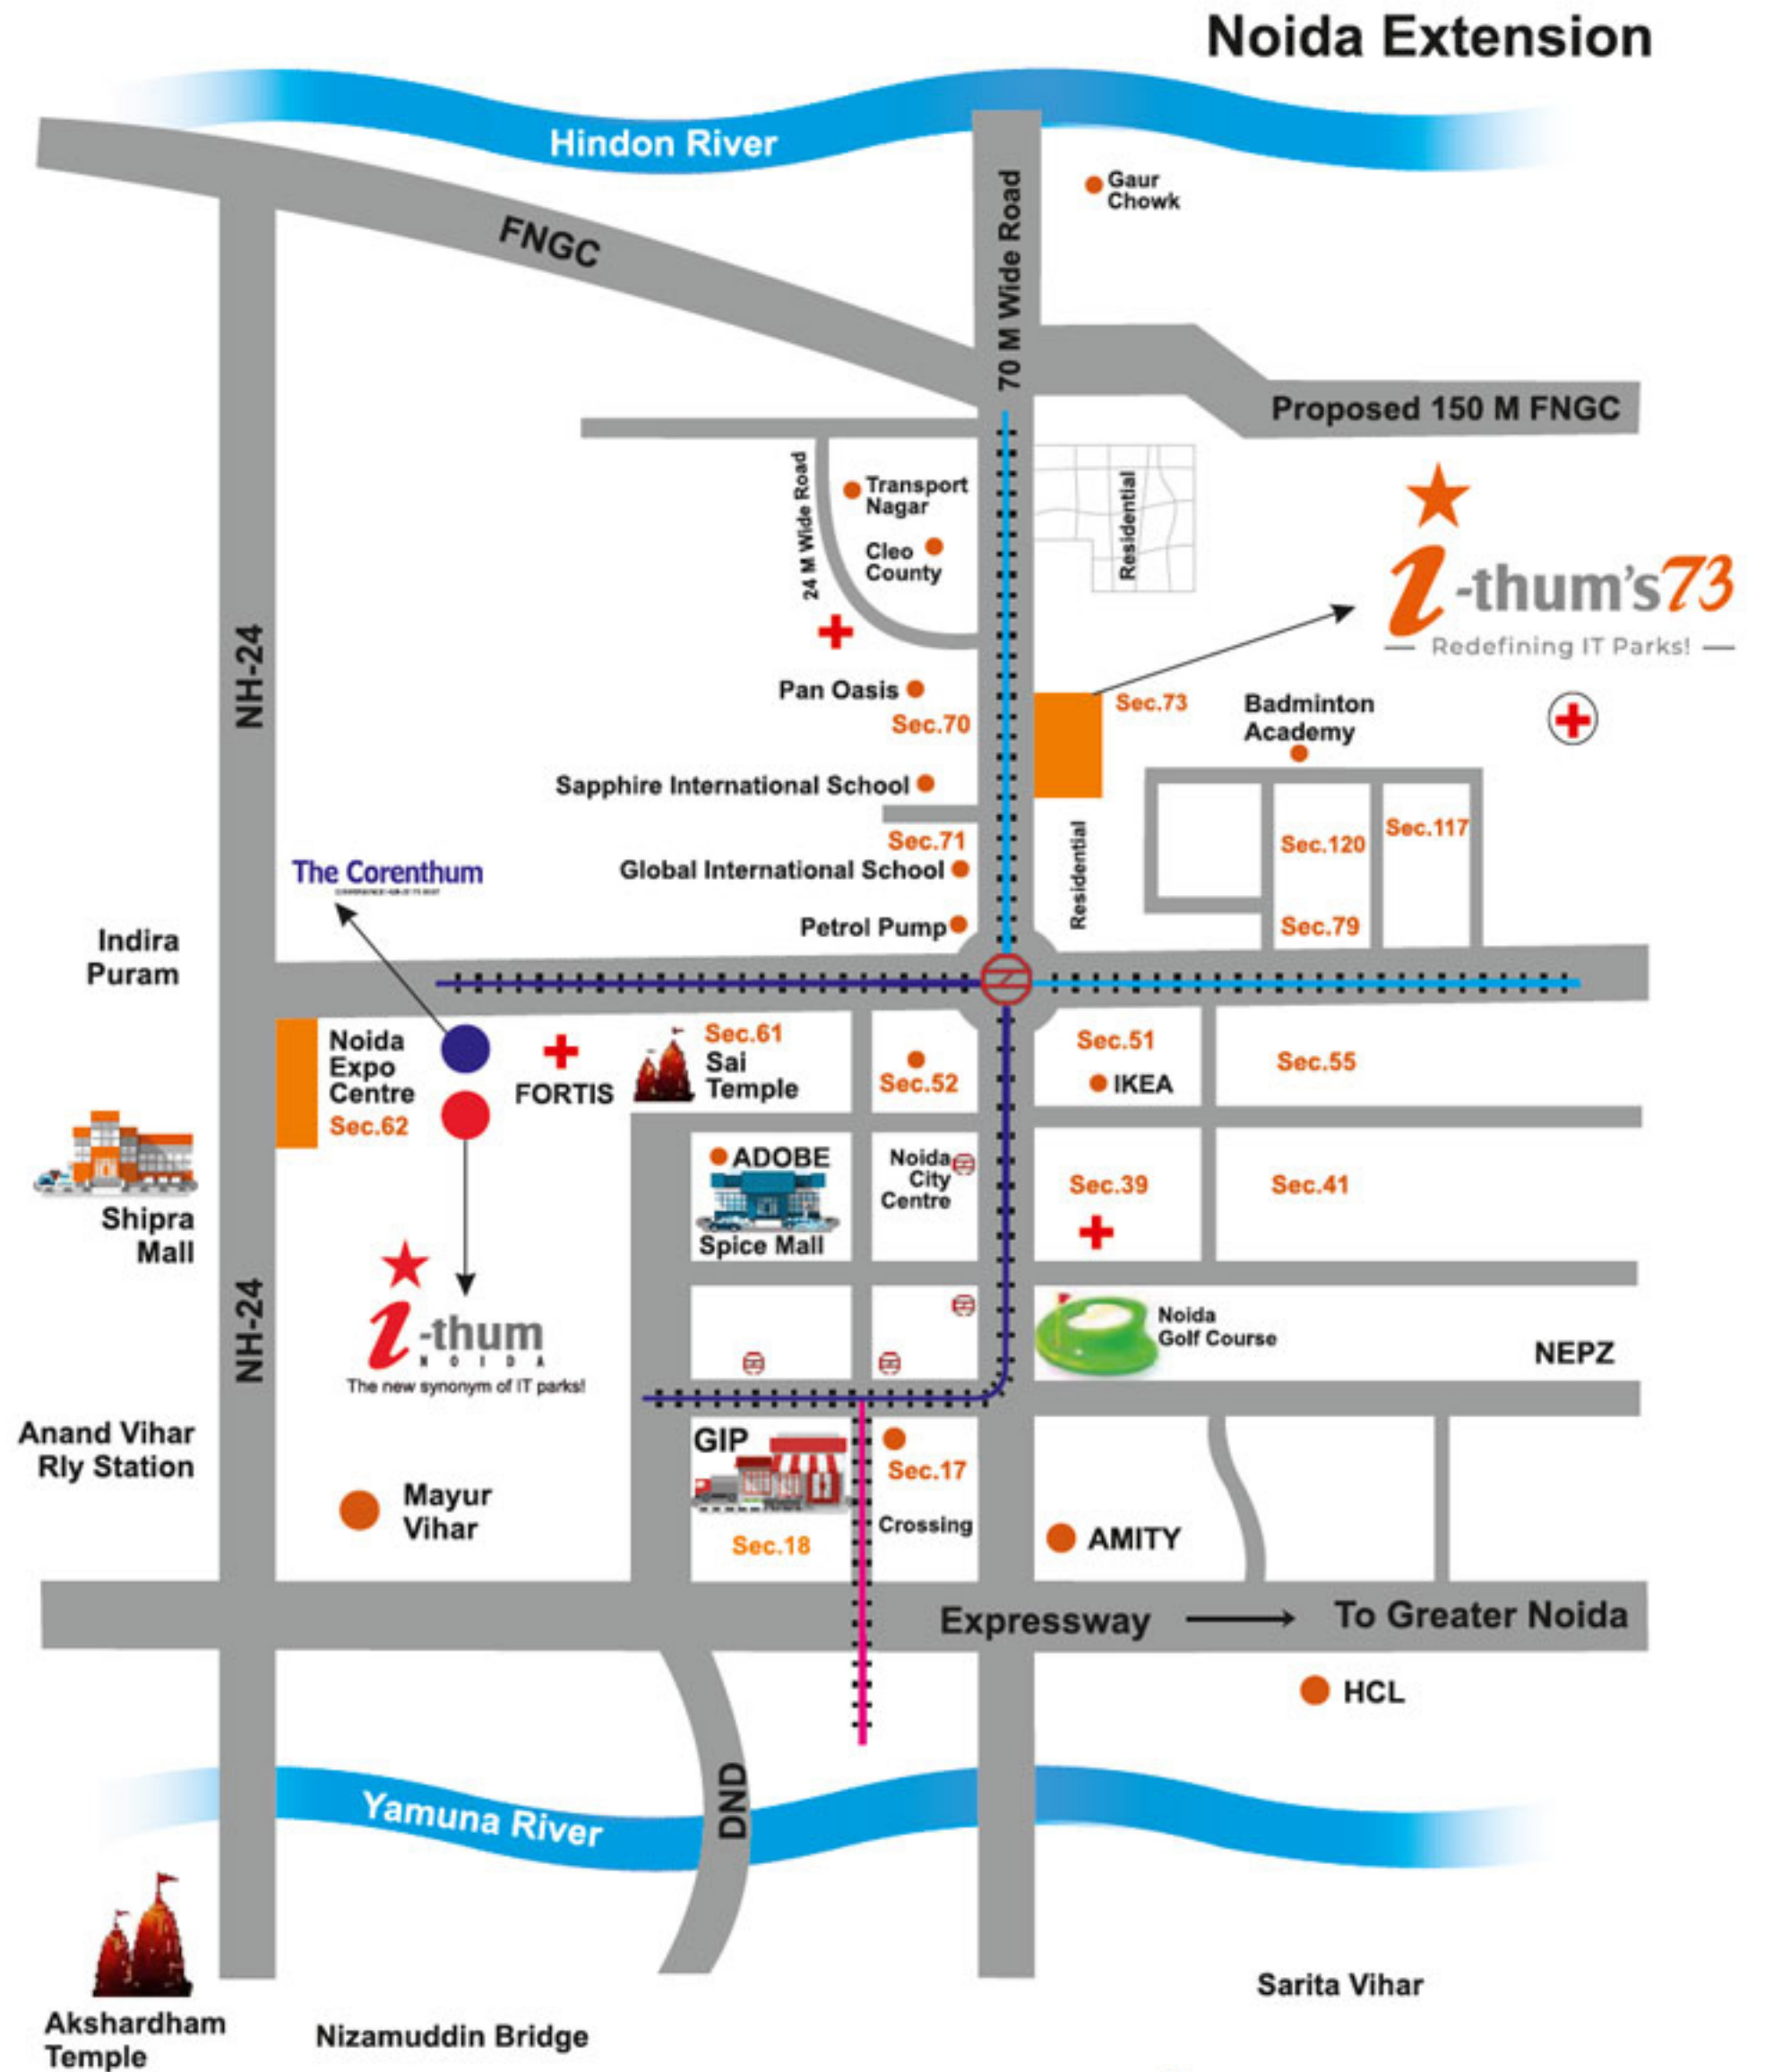 Noida Extension
Hindon River
Gaur
Chowk
70 M Wide Road
FNGC
Proposed 150 M FNGC
24 M Wide Road
Transport
Nagar
Cleo
County
Residential
i-thum's73
Redefining IT Parks!
NH-24
Pan Oasis
Sec.70
Sec.73
Badminton
Academy
Sapphire International School
Sec.71
Global International School
Petrol Pump
Residential
Sec.120
Sec.117
Sec.79
The Corenthum
Indira
Puram
Noida
Expo
Centre
Sec.62
FORTIS
Sec.61
Sai
Temple
Sec.52
Sec.51
IKEA
Sec.55
Shipra
Mall
ADOBE
Spice Mall
Noida
City
Centre
Sec.39
Sec.41
NH-24
i-thum
NOIDA
The new synonym of IT parks!
Noida
Golf Course
NEPZ
Anand Vihar
Rly Station
Mayur
Vihar
GIP
Sec.18
Sec.17
Crossing
AMITY
Expressway
To Greater Noida
HCL
DND
Yamuna River
Akshardham
Temple
Nizamuddin Bridge
Sarita Vihar